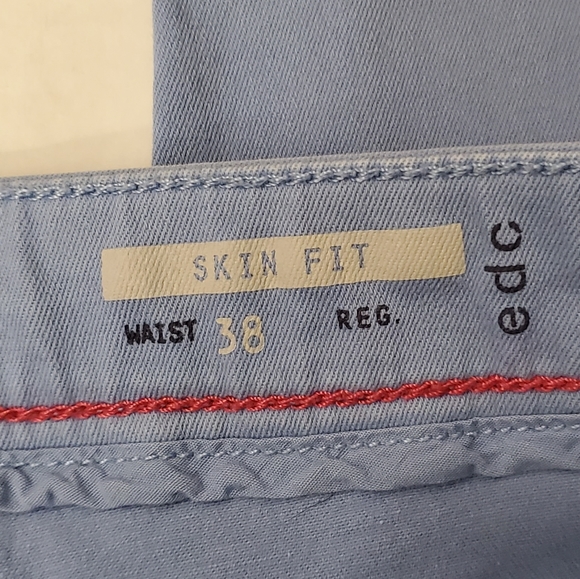 SKIN FIT
WAIST 38 REG.
edc